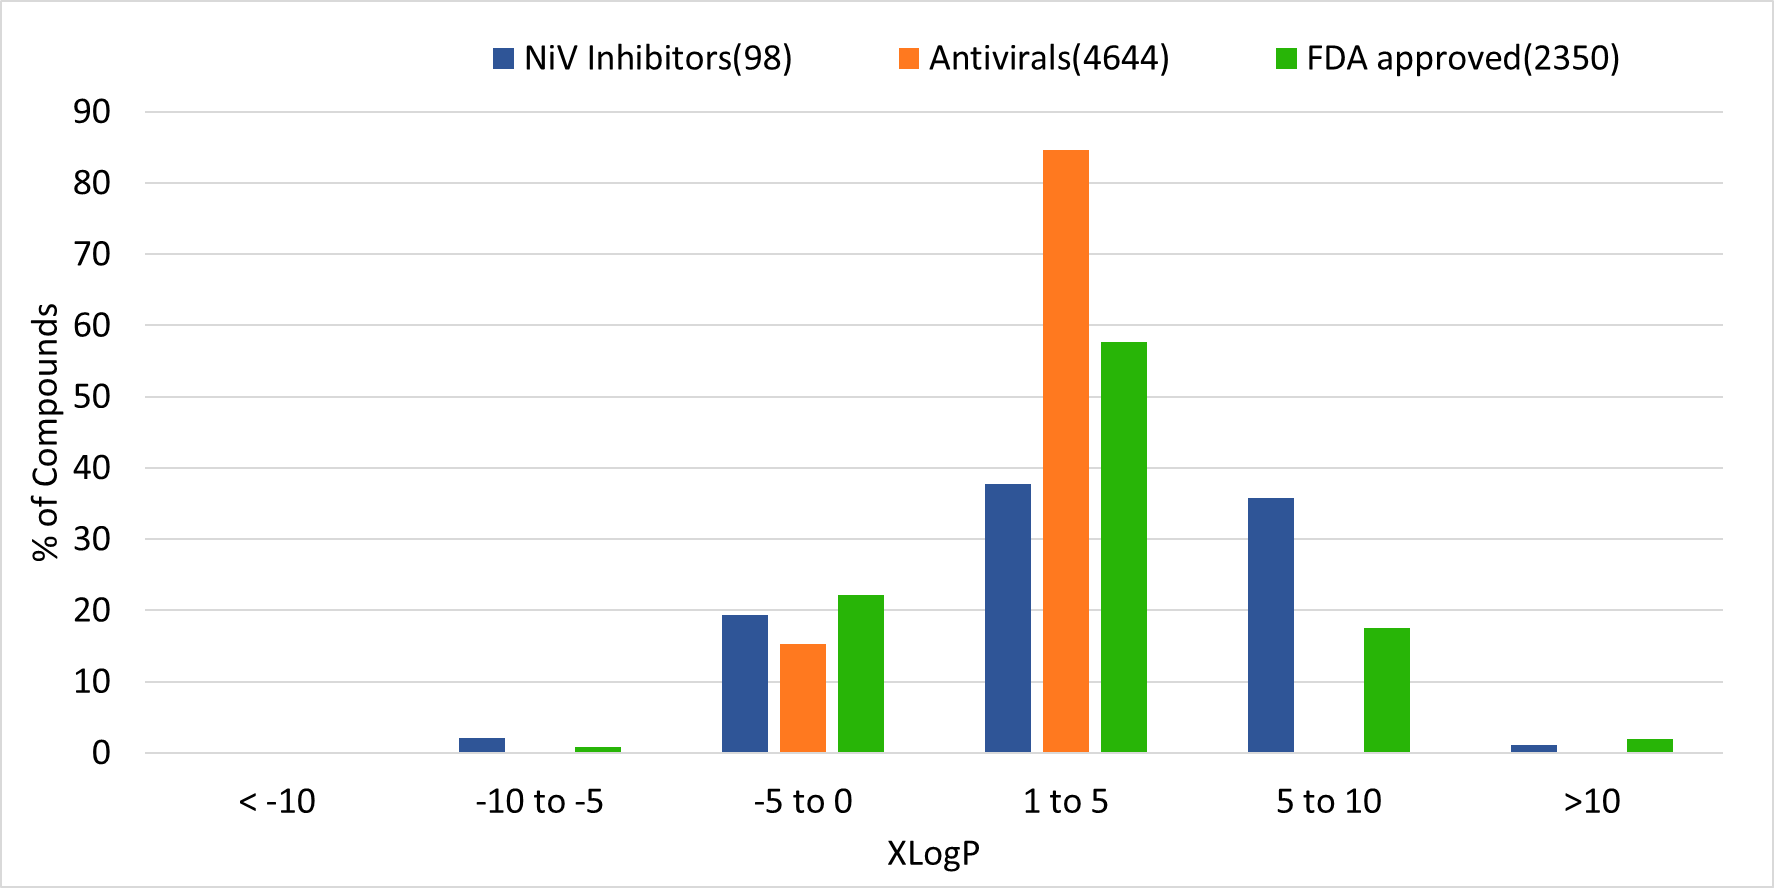 NiV Inhibitors(98) Antivirals(4644) FDA approved(2350)
90
80
70
60
50
40
30
20
10
0
% of Compounds
< -10 -10 to -5 -5 to 0 1 to 5 5 to 10 >10
XLogP